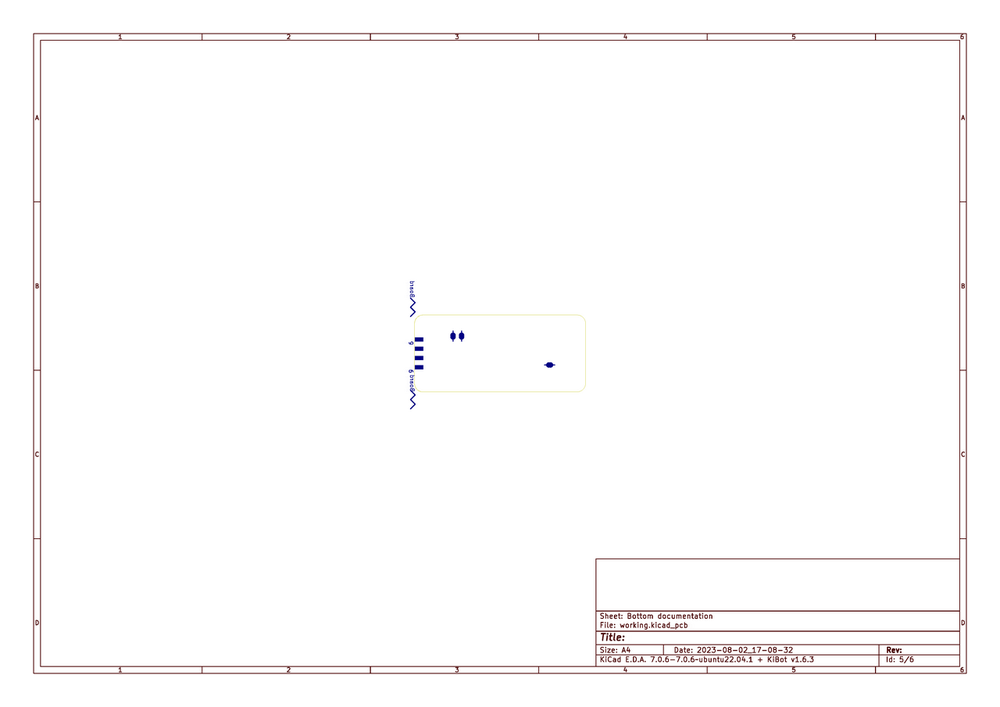 1 2 3 4 5 6
A A
Board
B B
6
6
Board
C C
Sheet: Bottom documentation
File: working.kicad_pcb
D D
Title:
Size: A4 Date: 2023-08-02_17-08-32 Rev:
KiCad E.D.A. 7.0.6-7.0.6~ubuntu22.04.1 + KiBot v1.6.3 Id: 5/6
1 2 3 4 5 6